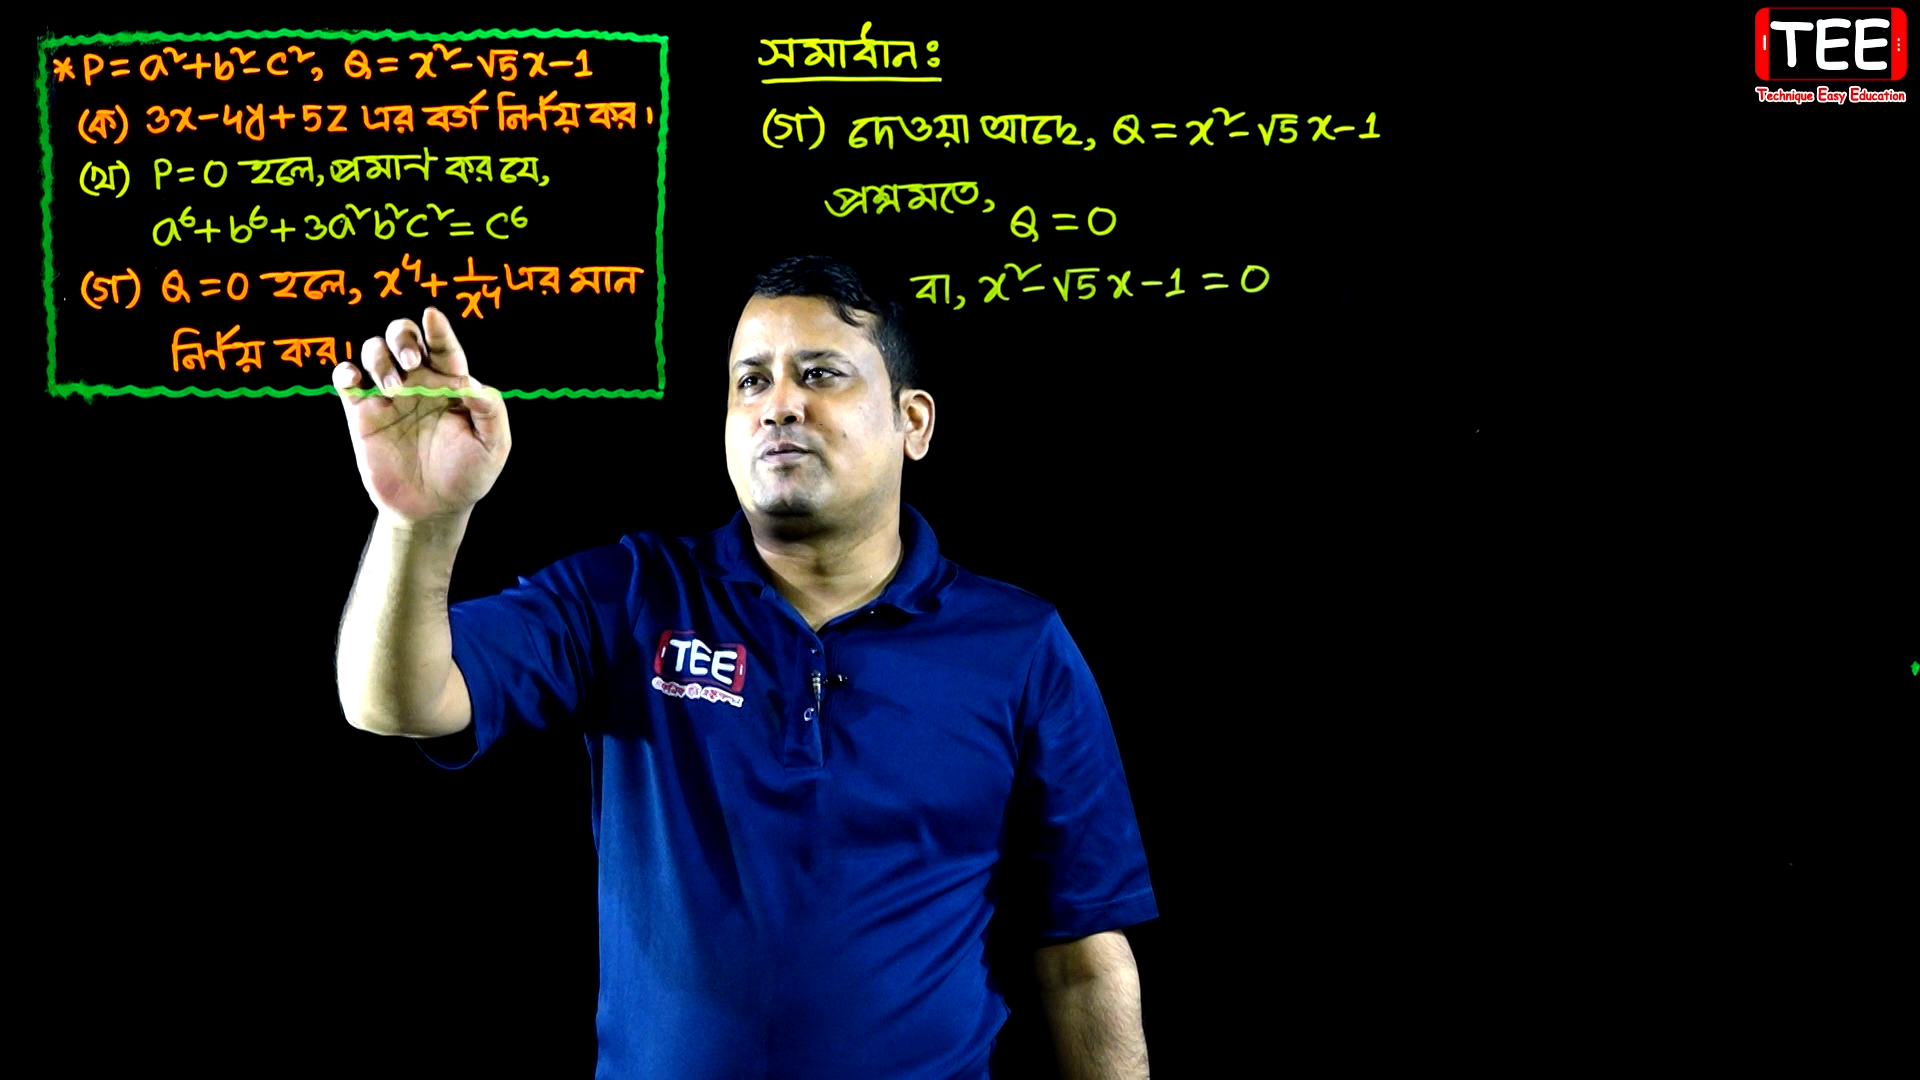 * P = a² + b² - c², Q = x² - √5x - 1
(ক) 3x - 4y + 5z এর বর্গ নির্ণয় কর।
(খ) P = 0 হলে, প্রমাণ কর যে,
a⁶ + b⁶ + 3a²b²c² = c⁶
(গ) Q = 0 হলে, x⁴ + 1/x⁴ এর মান
নির্ণয় কর।
সমাধান:
(গ) দেওয়া আছে, Q = x² - √5x - 1
প্রশ্নমতে, Q = 0
বা, x² - √5x - 1 = 0
TEE
Technique Easy Education
TEE